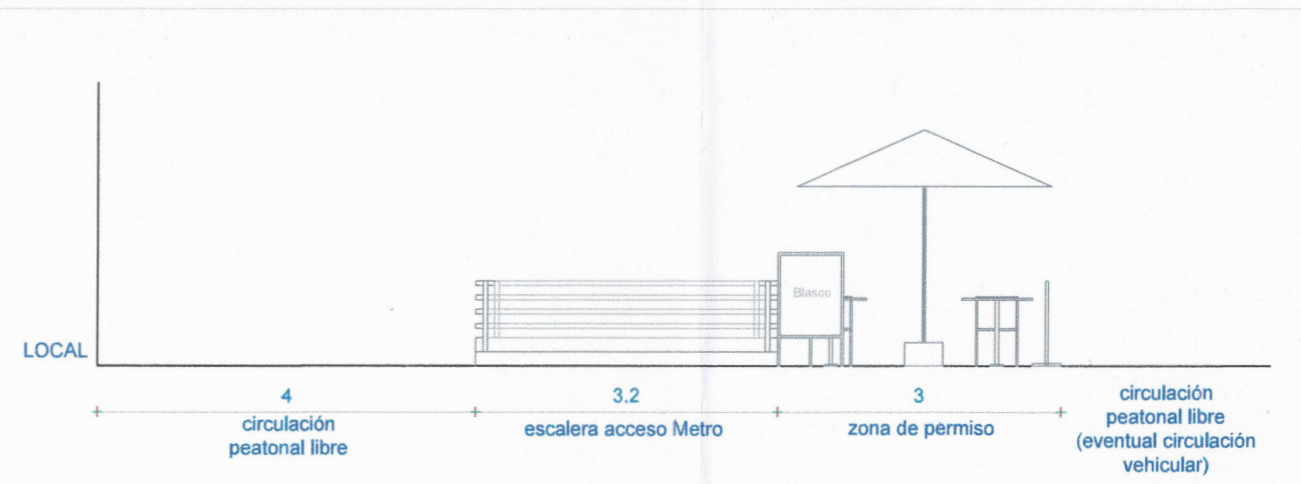 Blasco
LOCAL
4
circulación
peatonal libre
3.2
escalera acceso Metro
3
zona de permiso
circulación
peatonal libre
(eventual circulación
vehicular)